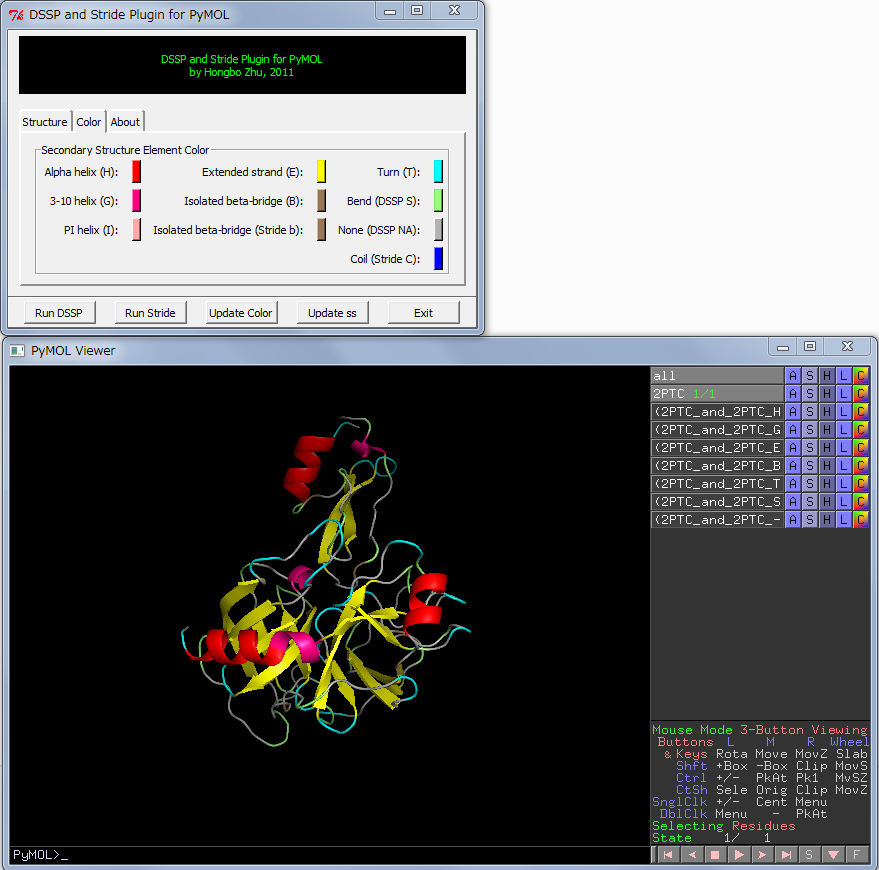 DSSP and Stride Plugin for PyMOL
DSSP and Stride Plugin for PyMOL
by Hongbo Zhu, 2011
Structure Color About
Secondary Structure Element Color
Alpha helix (H): Extended strand (E): Turn (T):
3-10 helix (G): Isolated beta-bridge (B): Bend (DSSP S):
PI helix (I): Isolated beta-bridge (Stride b): None (DSSP NA):
Coil (Stride C):
Run DSSP Run Stride Update Color Update ss Exit
PyMOL Viewer
all A S H L C
2PTC 1/1 A S H L C
(2PTC_and_2PTC_H A S H L C
(2PTC_and_2PTC_G A S H L C
(2PTC_and_2PTC_E A S H L C
(2PTC_and_2PTC_B A S H L C
(2PTC_and_2PTC_T A S H L C
(2PTC_and_2PTC_S A S H L C
(2PTC_and_2PTC_- A S H L C
Mouse Mode 3-Button Viewing
Buttons L M R Wheel
& Keys Rota Move MovZ Slab
Shft +Box -Box Clip MovS
Ctrl +/- PkAt Pk1 MvSZ
CtSh Sele Orig Clip MovZ
SnglClk +/- Cent Menu
DblClk Menu - PkAt
Selecting Residues
State 1/ 1
PyMOL>_ S F